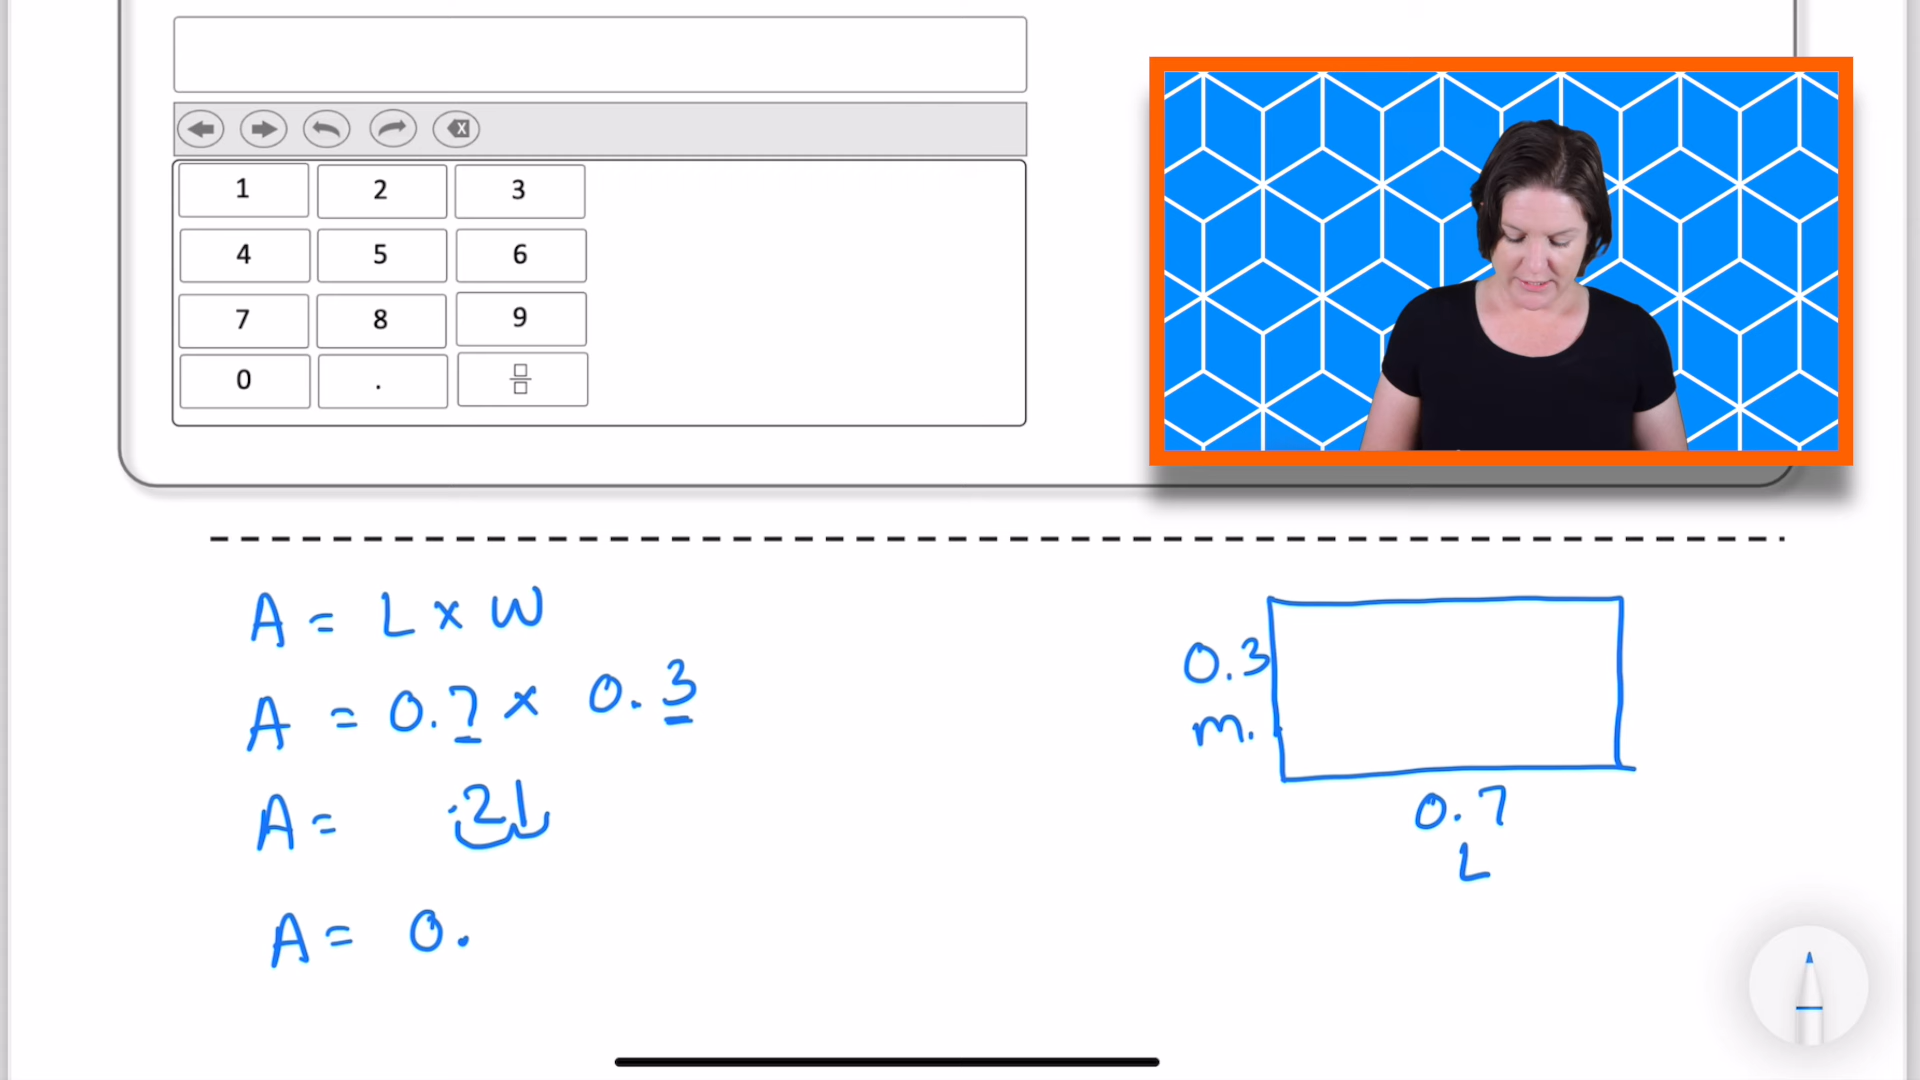 1 2 3
4 5 6
7 8 9
0 .
A = L x W
A = 0.7 x 0.3
A = .21
A = 0.
0.3
m.
0.7
L